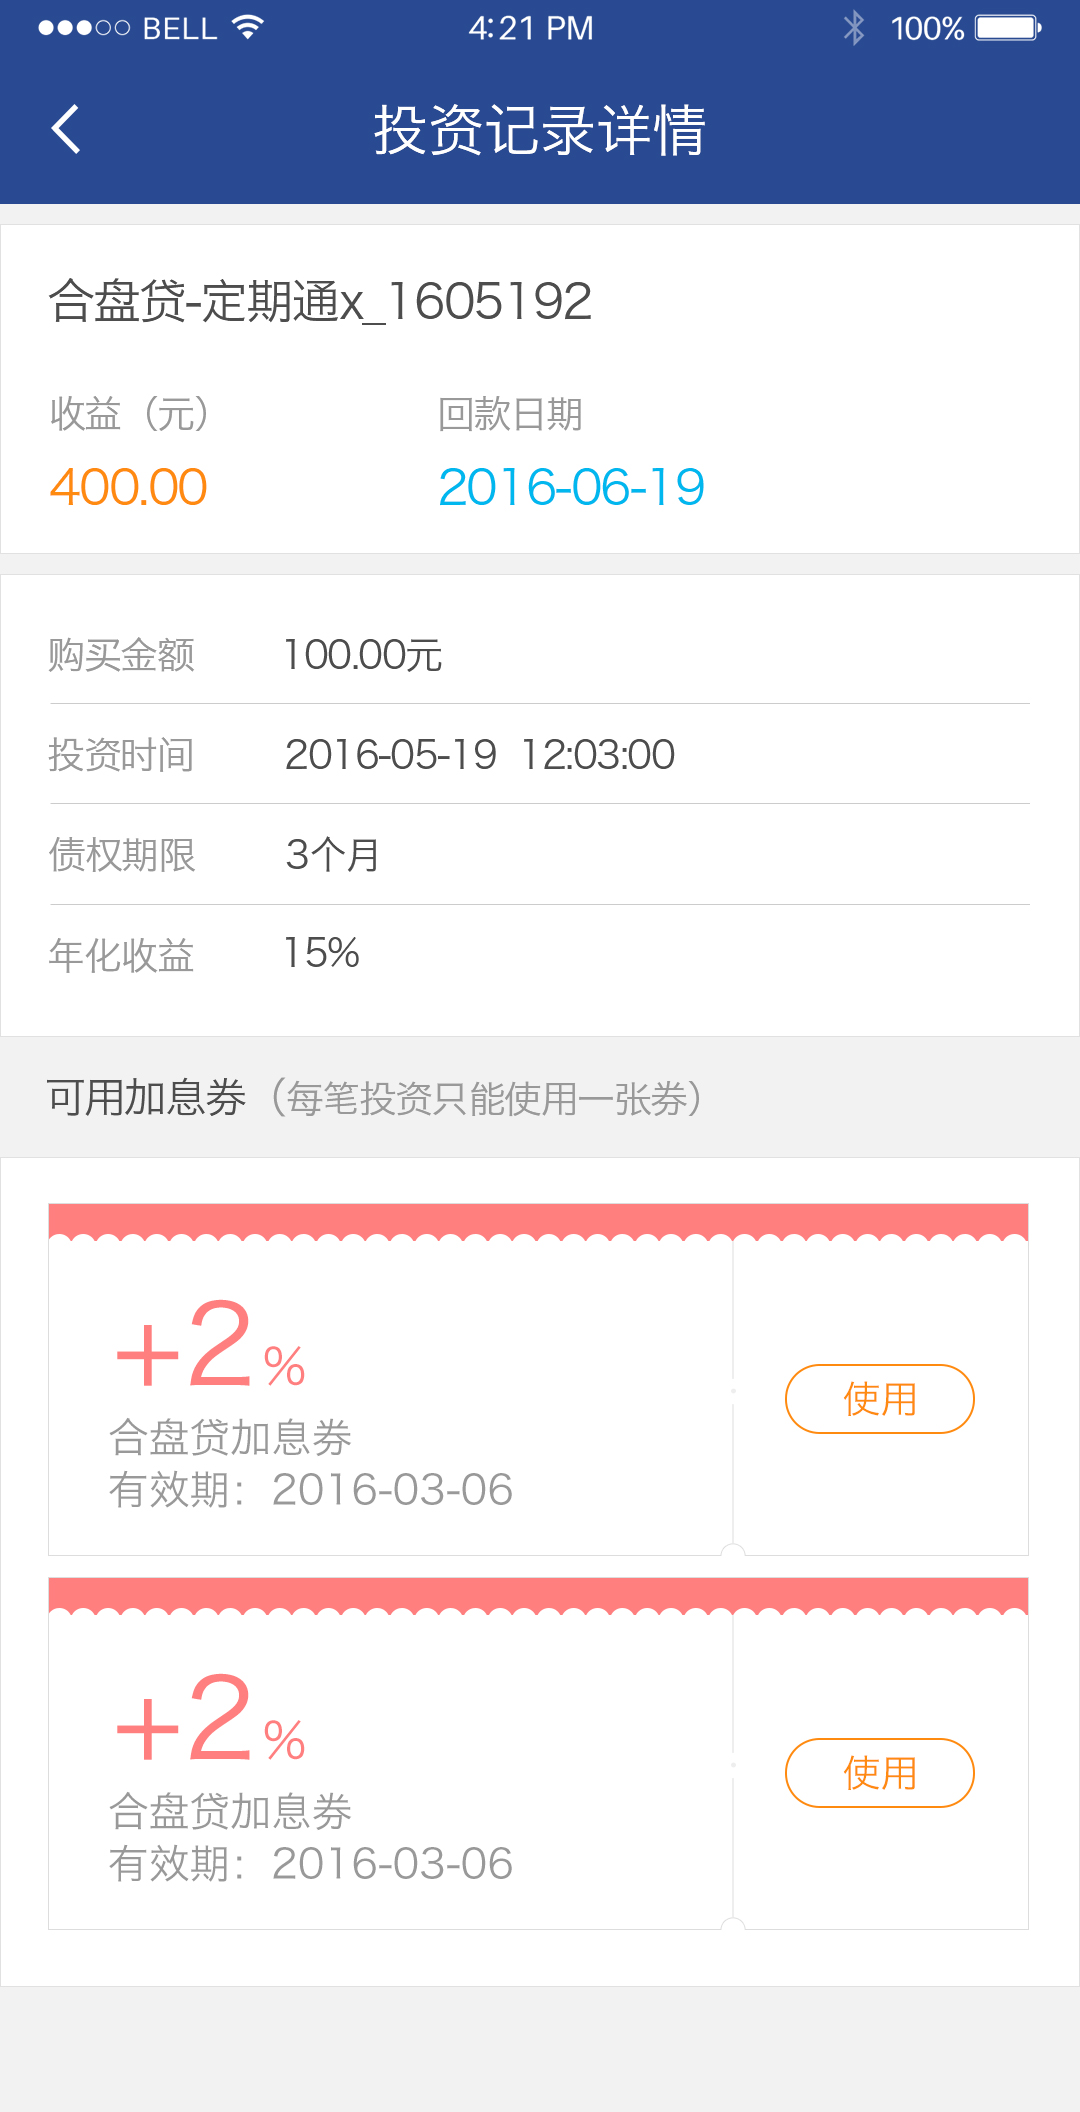 BELL 4:21 PM 100%
投资记录详情
合盘贷-定期通x_1605192
收益（元） 回款日期
400.00 2016-06-19
购买金额 100.00元
投资时间 2016-05-19 12:03:00
债权期限 3个月
年化收益 15%
可用加息券（每笔投资只能使用一张券）
+2%
使用
合盘贷加息券
有效期：2016-03-06
+2%
使用
合盘贷加息券
有效期：2016-03-06